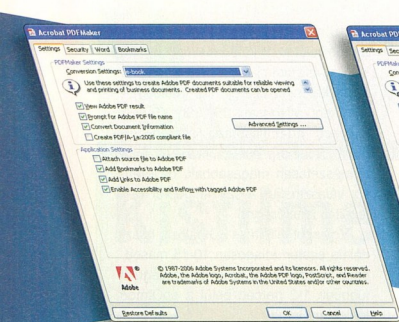 Acrobat PDFMaker
Settings Security Word Bookmarks
PDFMaker Settings
Conversion Settings: e-book
Use these settings to create Adobe PDF documents suitable for reliable viewing
and printing of business documents. Created PDF documents can be opened
View Adobe PDF result
Prompt for Adobe PDF file name
Convert Document Information
Advanced Settings ...
Create PDF/A-1a:2005 compliant file
Application Settings
Attach source file to Adobe PDF
Add Bookmarks to Adobe PDF
Add Links to Adobe PDF
Enable Accessibility and Reflow with tagged Adobe PDF
Adobe
© 1987-2006 Adobe Systems Incorporated and its licensors. All rights reserved.
Adobe, the Adobe logo, Acrobat, the Adobe PDF logo, PostScript, and Reader
are trademarks of Adobe Systems in the United States and/or other countries.
Restore Defaults OK Cancel Help
Acrobat PDF
Settings Sec
PDFMake
Con